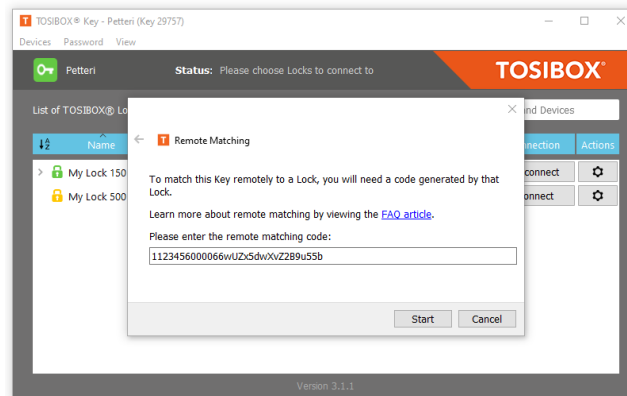 TOSIBOX® Key - Petteri (Key 29757)
Devices Password View
Petteri
Status: Please choose Locks to connect to
TOSIBOX®
List of TOSIBOX® Lo
nd Devices
Name
nnection
Actions
Remote Matching
My Lock 150
onnect
My Lock 500
onnect
To match this Key remotely to a Lock, you will need a code generated by that
Lock.
Learn more about remote matching by viewing the FAQ article.
Please enter the remote matching code:
1123456000066wUZx5dwXvZ2B9u55b
Start
Cancel
Version 3.1.1